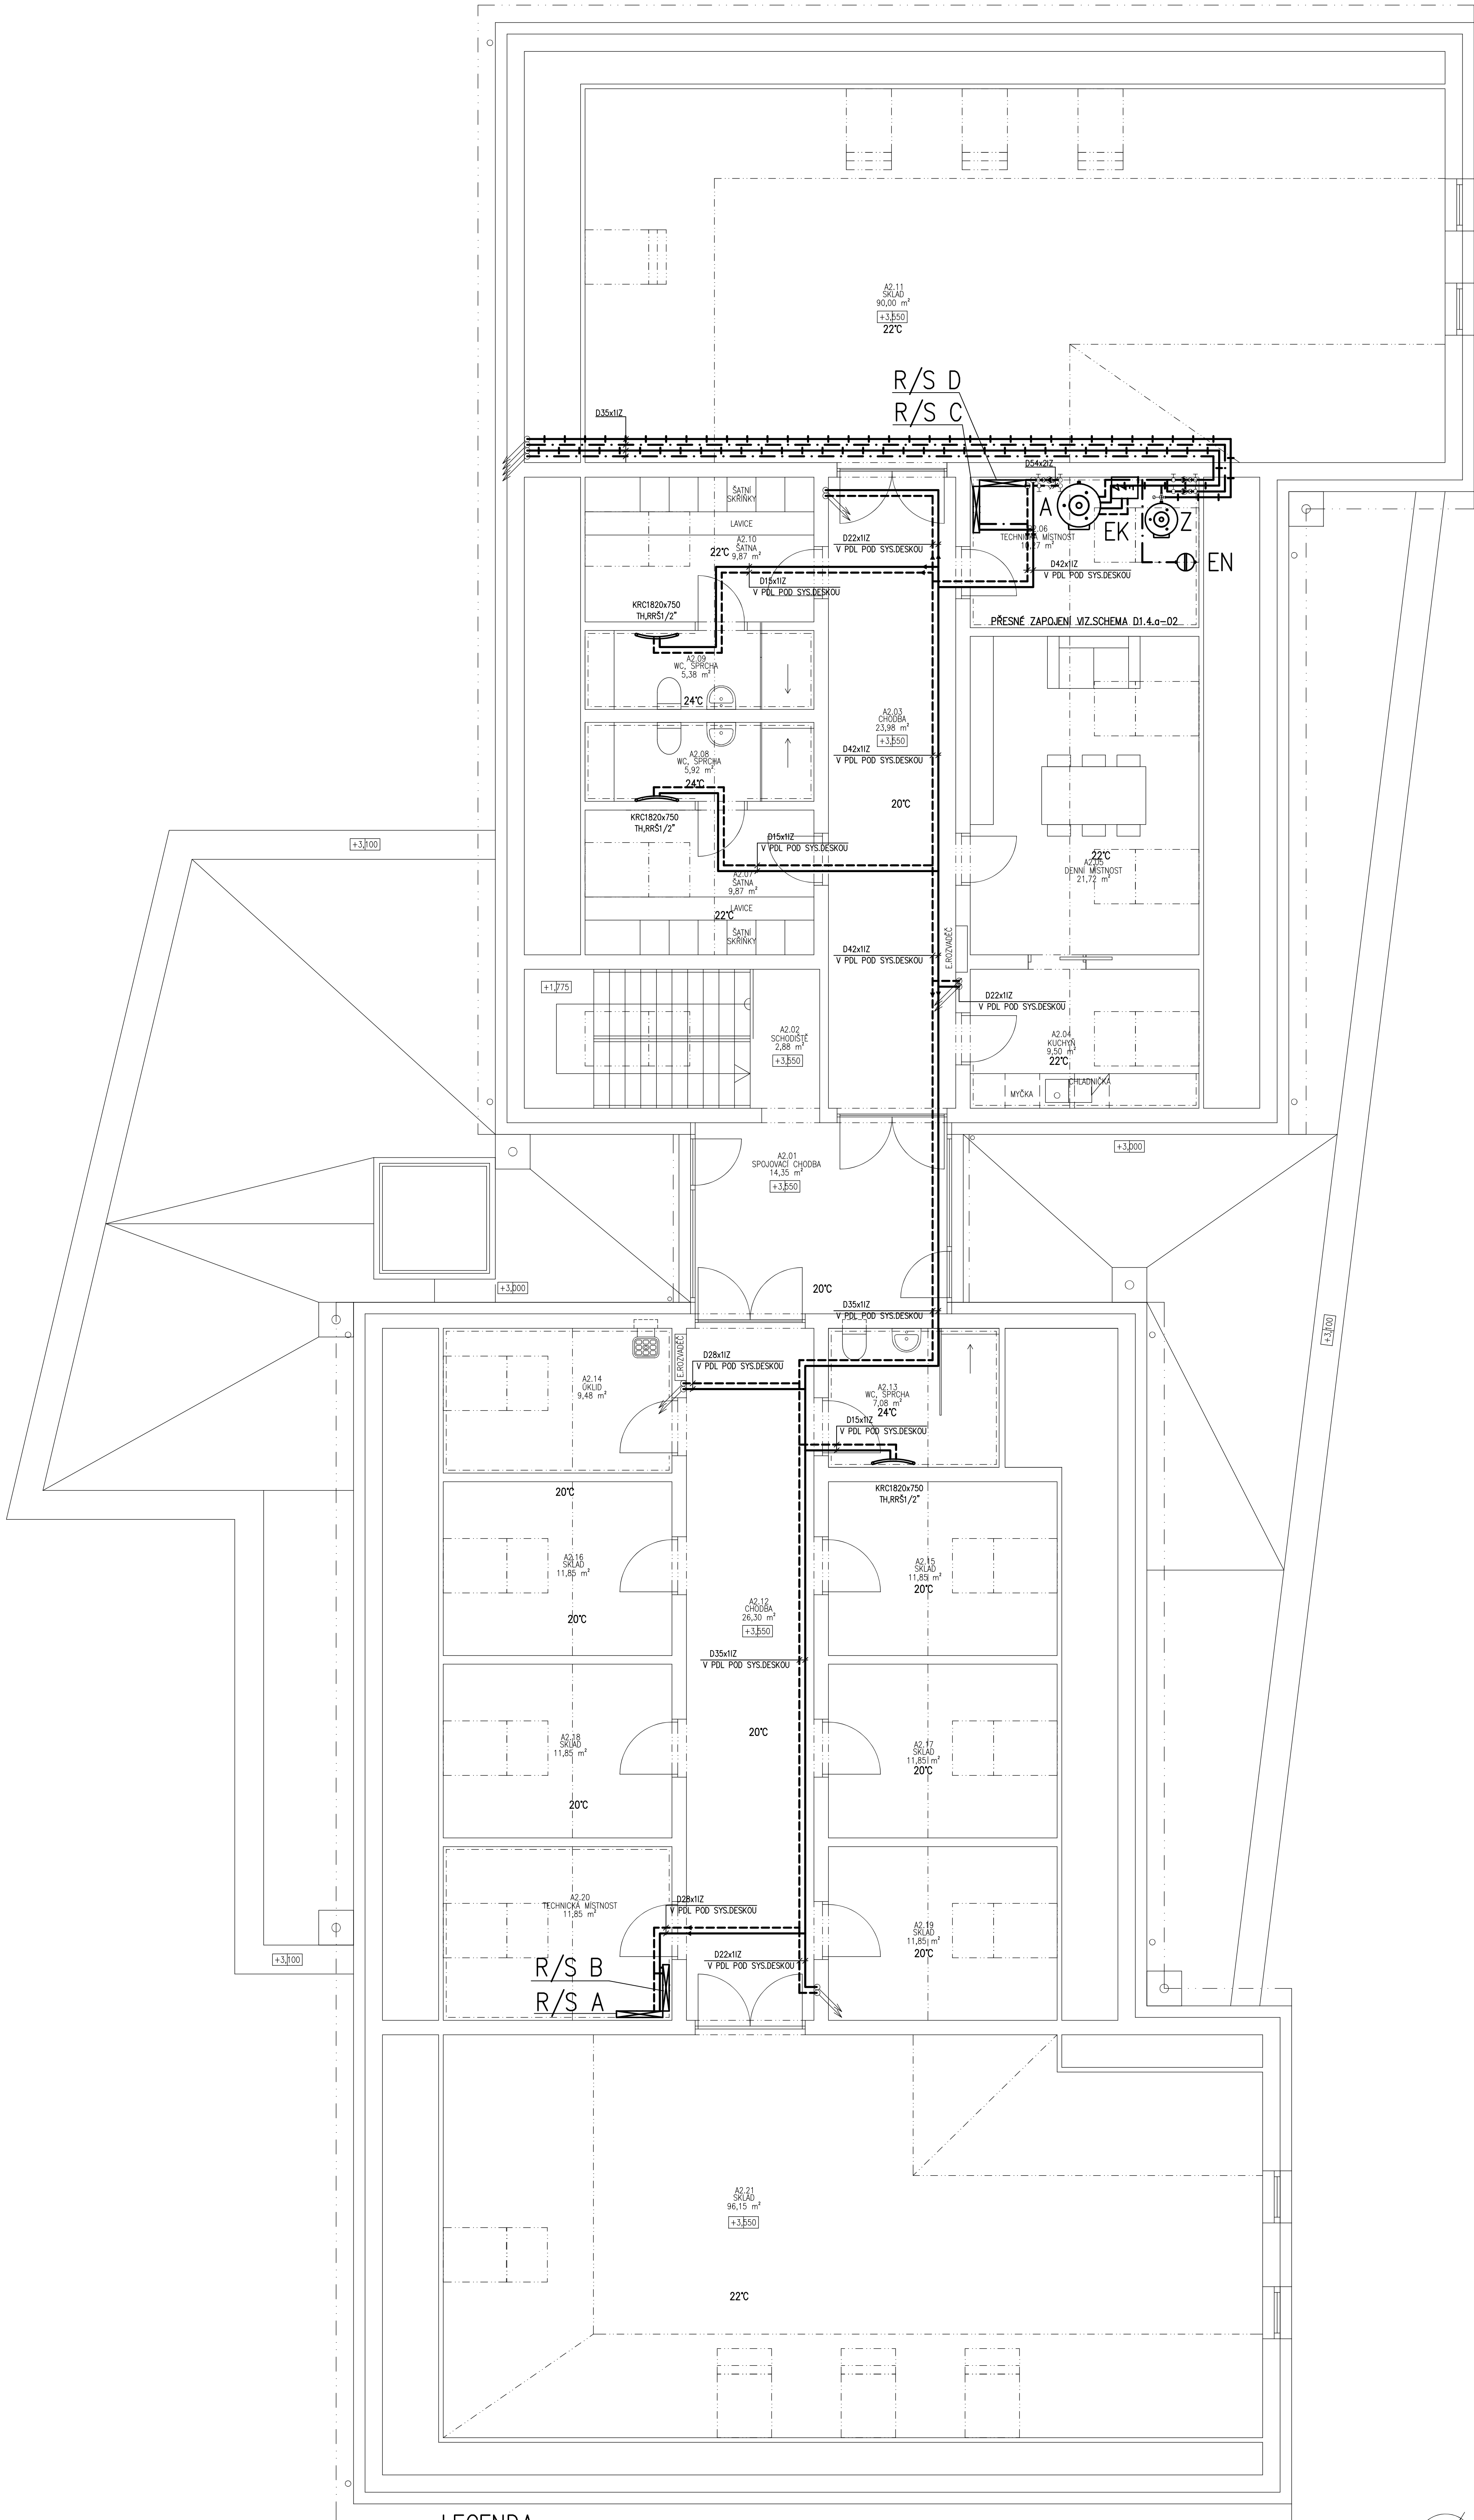 A2.11
SKLAD
90,00 m²
+3,550
22°C
R/S D
R/S C
D35x1IZ
D54x2IZ
ŠATNÍ
SKŘÍŇKY
LAVICE
A2.10
ŠATNA
9,87 m²
22°C
A
EK
Z
EN
A2.06
TECHNICKÁ MÍSTNOST
D22x1IZ
V PDL POD SYS.DESKOU
D42x1IZ
V PDL POD SYS.DESKOU
D15x1IZ
V PDL POD SYS.DESKOU
KRC1820x750
TH,RRŠ1/2"
PŘESNÉ ZAPOJENÍ VIZ.SCHEMA D1.4.a-02
A2.09
WC, SPRCHA
5,38 m²
24°C
A2.03
CHODBA
23,98 m²
+3,550
D42x1IZ
V PDL POD SYS.DESKOU
20°C
A2.08
WC, SPRCHA
5,92 m²
24°C
KRC1820x750
TH,RRŠ1/2"
D15x1IZ
V PDL POD SYS.DESKOU
+3,100
22°C
A2.05
DENNÍ MÍSTNOST
21,72 m²
A2.07
ŠATNA
9,87 m²
LAVICE
22°C
ŠATNÍ
SKŘÍŇKY
D42x1IZ
V PDL POD SYS.DESKOU
E.ROZVADĚČ
+1,775
D22x1IZ
V PDL POD SYS.DESKOU
A2.02
SCHODIŠTĚ
2,88 m²
+3,550
A2.04
KUCHYŇ
9,50 m²
22°C
CHLADNIČKA
MYČKA
A2.01
SPOJOVACÍ CHODBA
14,35 m²
+3,550
+3,000
+3,000
20°C
D35x1IZ
V PDL POD SYS.DESKOU
+3,100
E.ROZVADĚČ
D28x1IZ
V PDL POD SYS.DESKOU
A2.14
ÚKLID
9,48 m²
A2.13
WC, SPRCHA
7,08 m²
24°C
D15x1IZ
V PDL POD SYS.DESKOU
20°C
KRC1820x750
TH,RRŠ1/2"
A2.16
SKLAD
11,85 m²
20°C
A2.15
SKLAD
11,85 m²
20°C
A2.12
CHODBA
26,30 m²
+3,550
D35x1IZ
V PDL POD SYS.DESKOU
20°C
A2.18
SKLAD
11,85 m²
20°C
A2.17
SKLAD
11,85 m²
20°C
A2.20
TECHNICKÁ MÍSTNOST
11,85 m²
D28x1IZ
V PDL POD SYS.DESKOU
A2.19
SKLAD
11,85 m²
20°C
D22x1IZ
V PDL POD SYS.DESKOU
+3,100
R/S B
R/S A
A2.21
SKLAD
96,15 m²
+3,550
22°C
LEGENDA